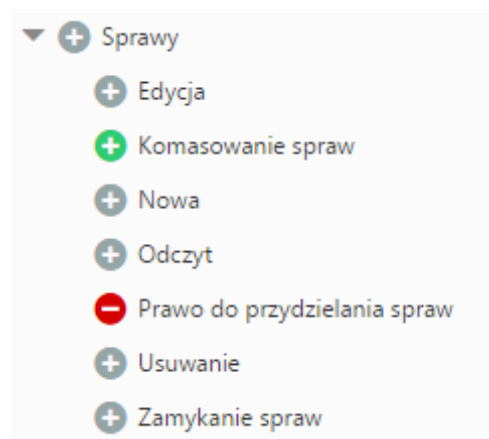 Sprawy
Edycja
Komasowanie spraw
Nowa
Odczyt
Prawo do przydzielania spraw
Usuwanie
Zamykanie spraw